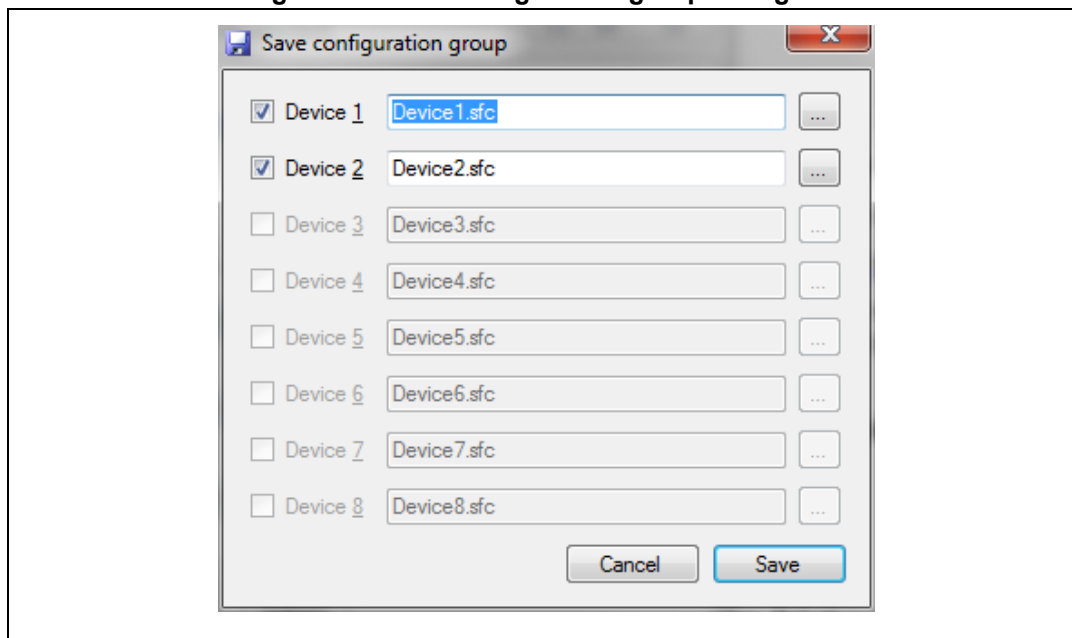 Save configuration group
Device 1 Device1.sfc ...
Device 2 Device2.sfc ...
Device 3 Device3.sfc ...
Device 4 Device4.sfc ...
Device 5 Device5.sfc ...
Device 6 Device6.sfc ...
Device 7 Device7.sfc ...
Device 8 Device8.sfc ...
Cancel Save